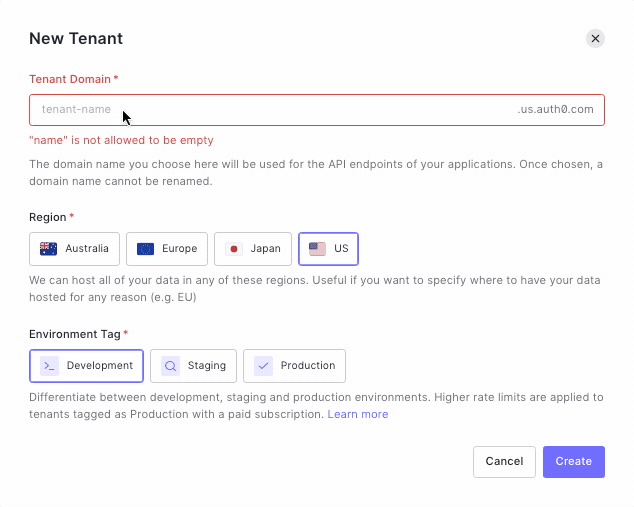 New Tenant
Tenant Domain *
tenant-name .us.auth0.com
"name" is not allowed to be empty
The domain name you choose here will be used for the API endpoints of your applications. Once chosen, a
domain name cannot be renamed.
Region *
Australia Europe Japan US
We can host all of your data in any of these regions. Useful if you want to specify where to have your data
hosted for any reason (e.g. EU)
Environment Tag *
Development Staging Production
Differentiate between development, staging and production environments. Higher rate limits are applied to
tenants tagged as Production with a paid subscription. Learn more
Cancel Create